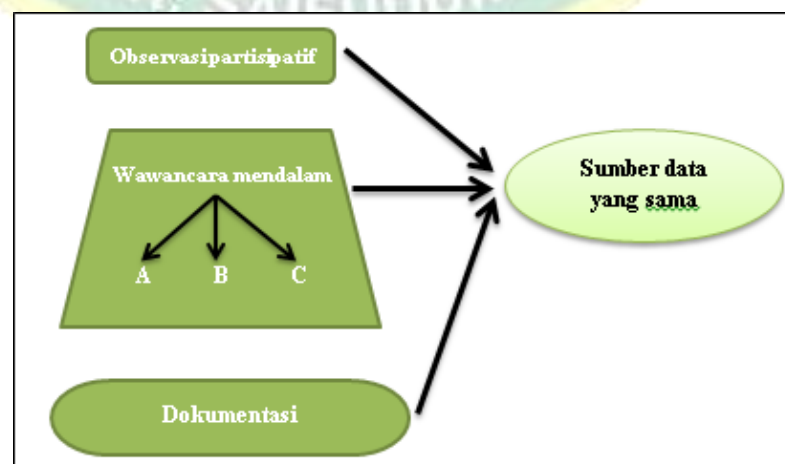 Observasipartisipatif
Wawancara mendalam
A B C
Dokumentasi
Sumber data
yang sama